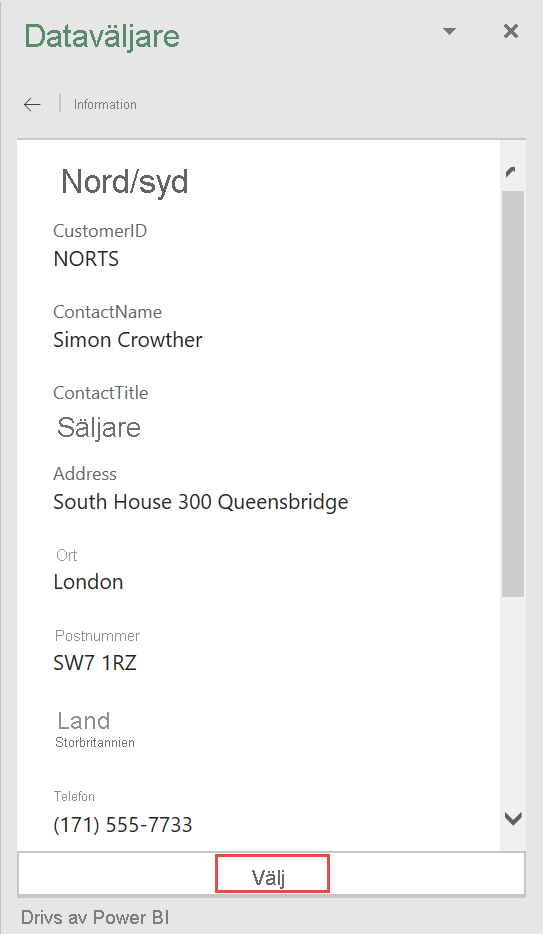 Dataväljare
Information
Nord/syd
CustomerID
NORTS
ContactName
Simon Crowther
ContactTitle
Säljare
Address
South House 300 Queensbridge
Ort
London
Postnummer
SW7 1RZ
Land
Storbritannien
Telefon
(171) 555-7733
Välj
Drivs av Power BI